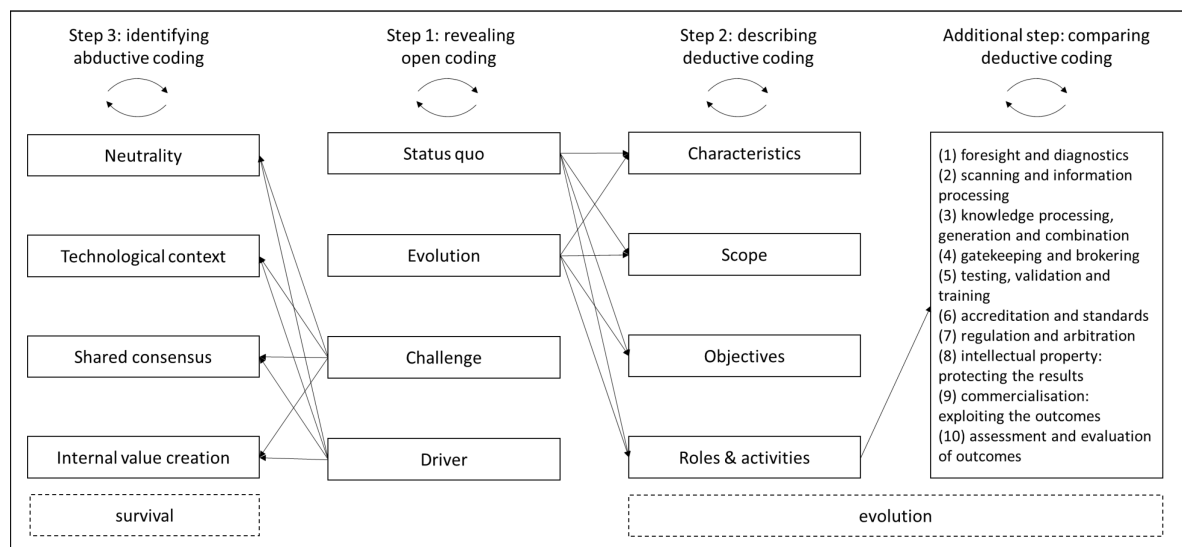 Step 3: identifying
abductive coding
Neutrality
Technological context
Shared consensus
Internal value creation
survival
Step 1: revealing
open coding
Status quo
Evolution
Challenge
Driver
Step 2: describing
deductive coding
Characteristics
Scope
Objectives
Roles & activities
Additional step: comparing
deductive coding
(1) foresight and diagnostics
(2) scanning and information
processing
(3) knowledge processing,
generation and combination
(4) gatekeeping and brokering
(5) testing, validation and
training
(6) accreditation and standards
(7) regulation and arbitration
(8) intellectual property:
protecting the results
(9) commercialisation:
exploiting the outcomes
(10) assessment and evaluation
of outcomes
evolution